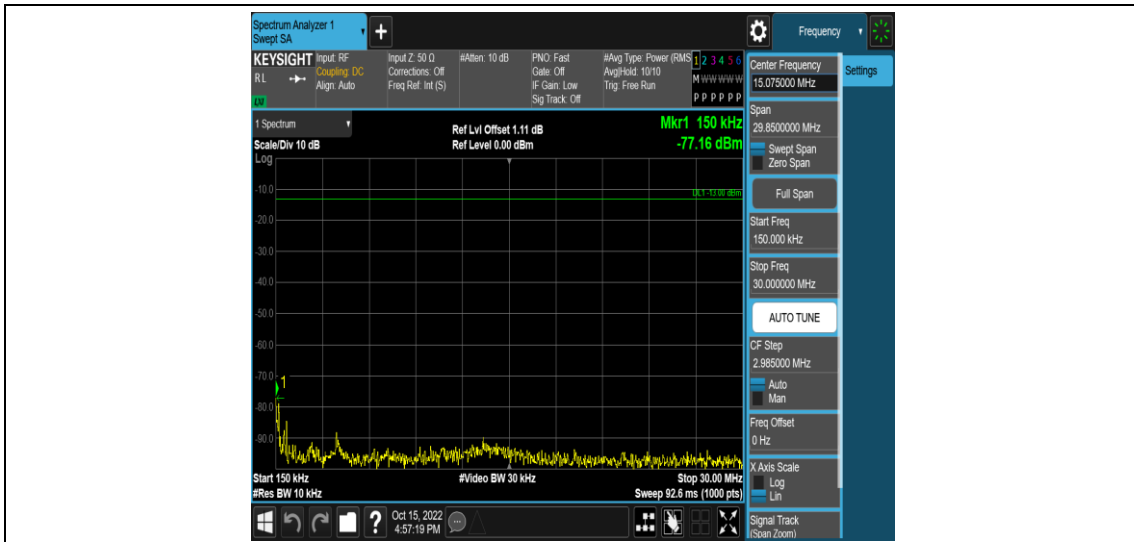 Spectrum Analyzer 1
Swept SA
+
Frequency
KEYSIGHT
Input: RF
Coupling: DC
Align: Auto
RL
LXI
Input Z: 50 Ω
Corrections: Off
Freq Ref: Int (S)
#Atten: 10 dB
PNO: Fast
Gate: Off
IF Gain: Low
Sig Track: Off
#Avg Type: Power (RMS
Avg|Hold: 10/10
Trig: Free Run
1 2 3 4 5 6
M W W W W W
P P P P P P
1 Spectrum
Scale/Div 10 dB
Ref Lvl Offset 1.11 dB
Ref Level 0.00 dBm
Mkr1 150 kHz
-77.16 dBm
Log
DL1 -13.00 dBm
-10.0
-20.0
-30.0
-40.0
-50.0
-60.0
-70.0
1
-80.0
-90.0
Start 150 kHz
#Res BW 10 kHz
#Video BW 30 kHz
Stop 30.00 MHz
Sweep 92.6 ms (1000 pts)
?
Oct 15, 2022
4:57:19 PM
Center Frequency
15.075000 MHz
Settings
Span
29.8500000 MHz
Swept Span
Zero Span
Full Span
Start Freq
150.000 kHz
Stop Freq
30.000000 MHz
AUTO TUNE
CF Step
2.985000 MHz
Auto
Man
Freq Offset
0 Hz
X Axis Scale
Log
Lin
Signal Track
(Span Zoom)